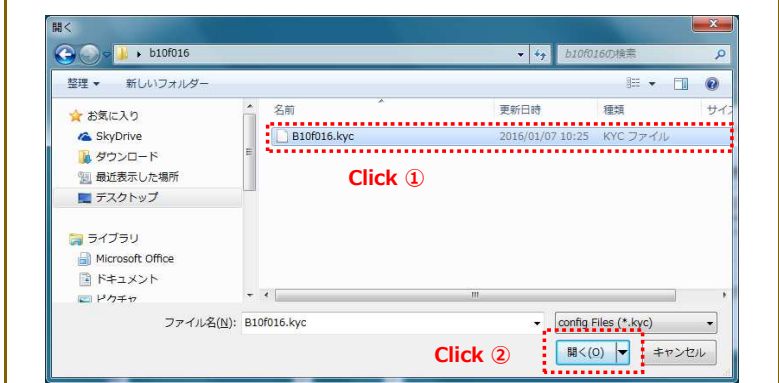 開く
b10f016
b10f016の検索
整理 新しいフォルダー
お気に入り
SkyDrive
ダウンロード
最近表示した場所
デスクトップ
ライブラリ
Microsoft Office
ドキュメント
ピクチャ
名前 更新日時 種類 サイズ
B10f016.kyc 2016/01/07 10:25 KYC ファイル
Click ①
ファイル名(N): B10f016.kyc config Files (*.kyc)
Click ② 開く(O) キャンセル